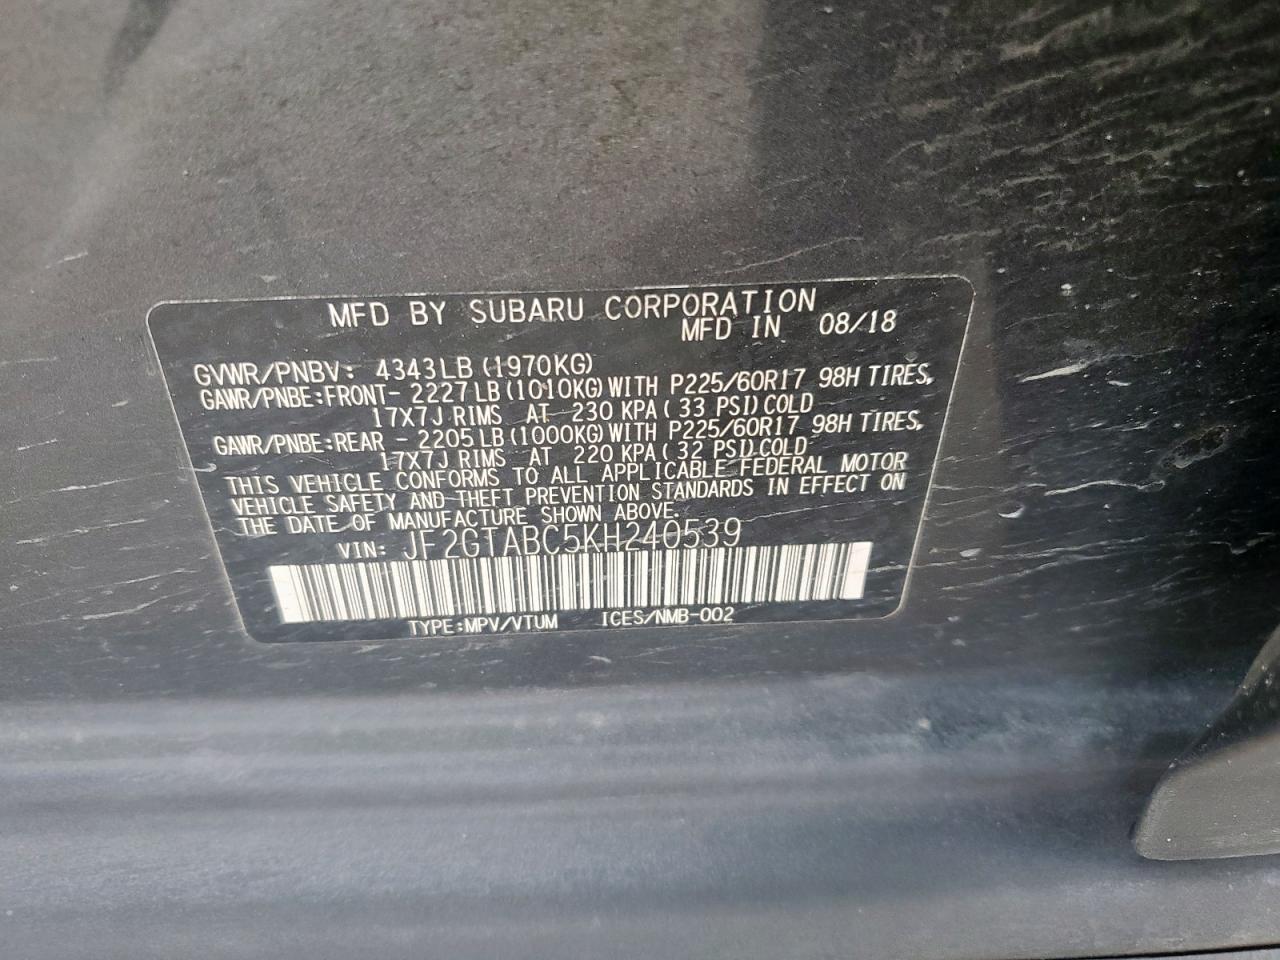 MFD BY SUBARU CORPORATION
MFD IN 08/18
GVWR/PNBV: 4343LB (1970KG)
GAWR/PNBE:FRONT- 2227LB(1010KG)WITH P225/60R17 98H TIRES,
17X7J RIMS AT 230 KPA(33 PSI)COLD
GAWR/PNBE:REAR - 2205LB(1000KG)WITH P225/60R17 98H TIRES,
17X7J RIMS AT 220 KPA(32 PSI)COLD
THIS VEHICLE CONFORMS TO ALL APPLICABLE FEDERAL MOTOR
VEHICLE SAFETY AND THEFT PREVENTION STANDARDS IN EFFECT ON
THE DATE OF MANUFACTURE SHOWN ABOVE.
VIN: JF2GTABC5KH240539
TYPE:MPV/VTUM ICES/NMB-002